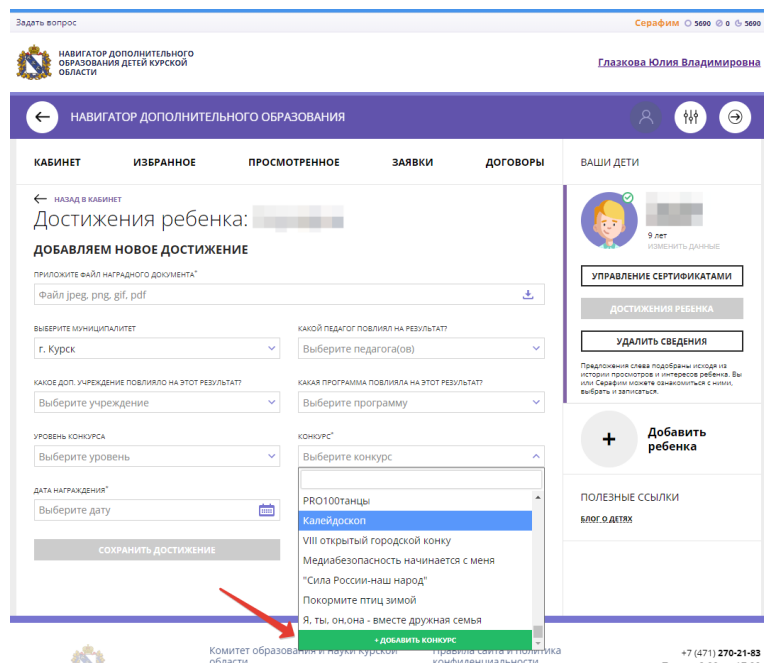 Задать вопрос
Серафим 5690 0 5690
НАВИГАТОР ДОПОЛНИТЕЛЬНОГО
ОБРАЗОВАНИЯ ДЕТЕЙ КУРСКОЙ
ОБЛАСТИ
Глазкова Юлия Владимировна
НАВИГАТОР ДОПОЛНИТЕЛЬНОГО ОБРАЗОВАНИЯ
КАБИНЕТ ИЗБРАННОЕ ПРОСМОТРЕННОЕ ЗАЯВКИ ДОГОВОРЫ
НАЗАД В КАБИНЕТ
Достижения ребенка:
ДОБАВЛЯЕМ НОВОЕ ДОСТИЖЕНИЕ
ПРИЛОЖИТЕ ФАЙЛ НАГРАДНОГО ДОКУМЕНТА*
Файл jpeg, png, gif, pdf
ВЫБЕРИТЕ МУНИЦИПАЛИТЕТ
г. Курск
КАКОЙ ПЕДАГОГ ПОВЛИЯЛ НА РЕЗУЛЬТАТ?
Выберите педагога(ов)
КАКОЕ ДОП. УЧРЕЖДЕНИЕ ПОВЛИЯЛО НА ЭТОТ РЕЗУЛЬТАТ?
Выберите учреждение
КАКАЯ ПРОГРАММА ПОВЛИЯЛА НА ЭТОТ РЕЗУЛЬТАТ?
Выберите программу
УРОВЕНЬ КОНКУРСА
Выберите уровень
КОНКУРС*
Выберите конкурс
PRO100танцы
Калейдоскоп
VIII открытый городской конку
Медиабезопасность начинается с меня
"Сила России-наш народ"
Покормите птиц зимой
Я, ты, он,она - вместе дружная семья
+ ДОБАВИТЬ КОНКУРС
ДАТА НАГРАЖДЕНИЯ*
Выберите дату
СОХРАНИТЬ ДОСТИЖЕНИЕ
ВАШИ ДЕТИ
9 лет
ИЗМЕНИТЬ ДАННЫЕ
УПРАВЛЕНИЕ СЕРТИФИКАТАМИ
ДОСТИЖЕНИЯ РЕБЕНКА
УДАЛИТЬ СВЕДЕНИЯ
Предложения слева подобраны исходя из
истории просмотров и интересов ребенка. Вы
или Серафим можете ознакомиться с ними,
выбрать и записаться.
+ Добавить
ребенка
ПОЛЕЗНЫЕ ССЫЛКИ
БЛОГ О ДЕТЯХ
Комитет образования и науки Курской
области
Правила сайта и политика
конфиденциальности
+7 (471) 270-21-83